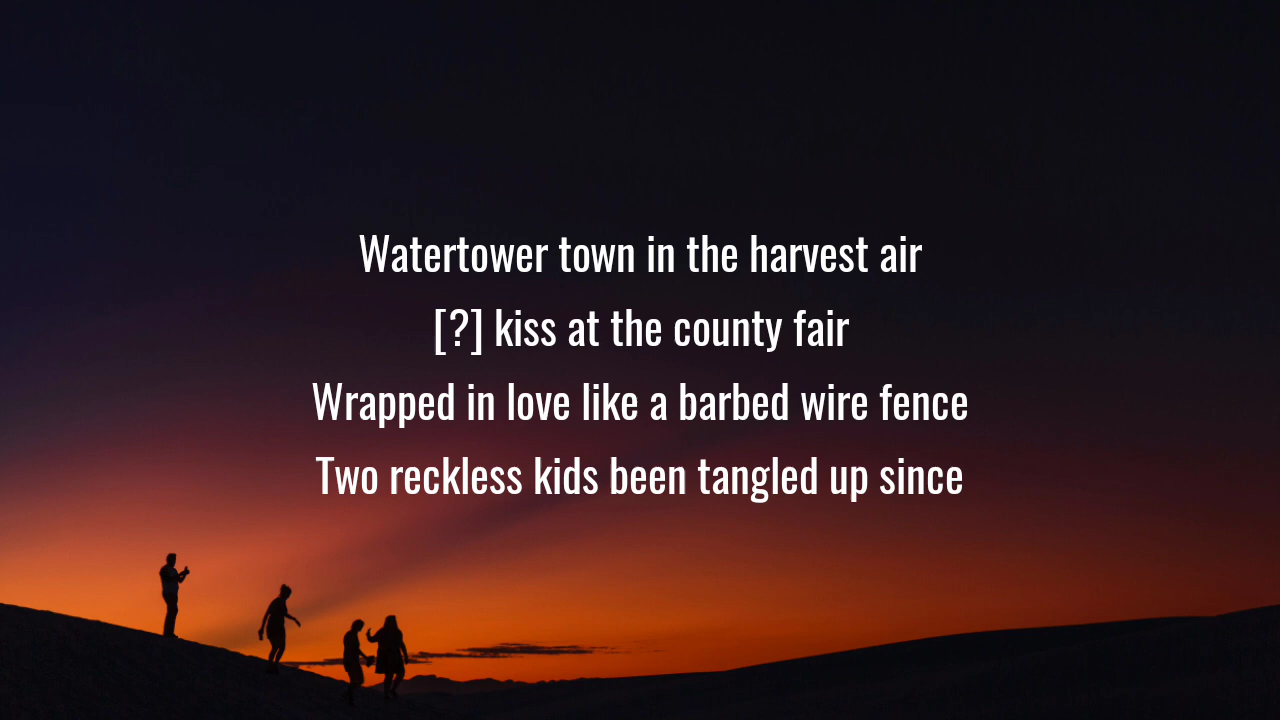 Watertower town in the harvest air
[?] kiss at the county fair
Wrapped in love like a barbed wire fence
Two reckless kids been tangled up since